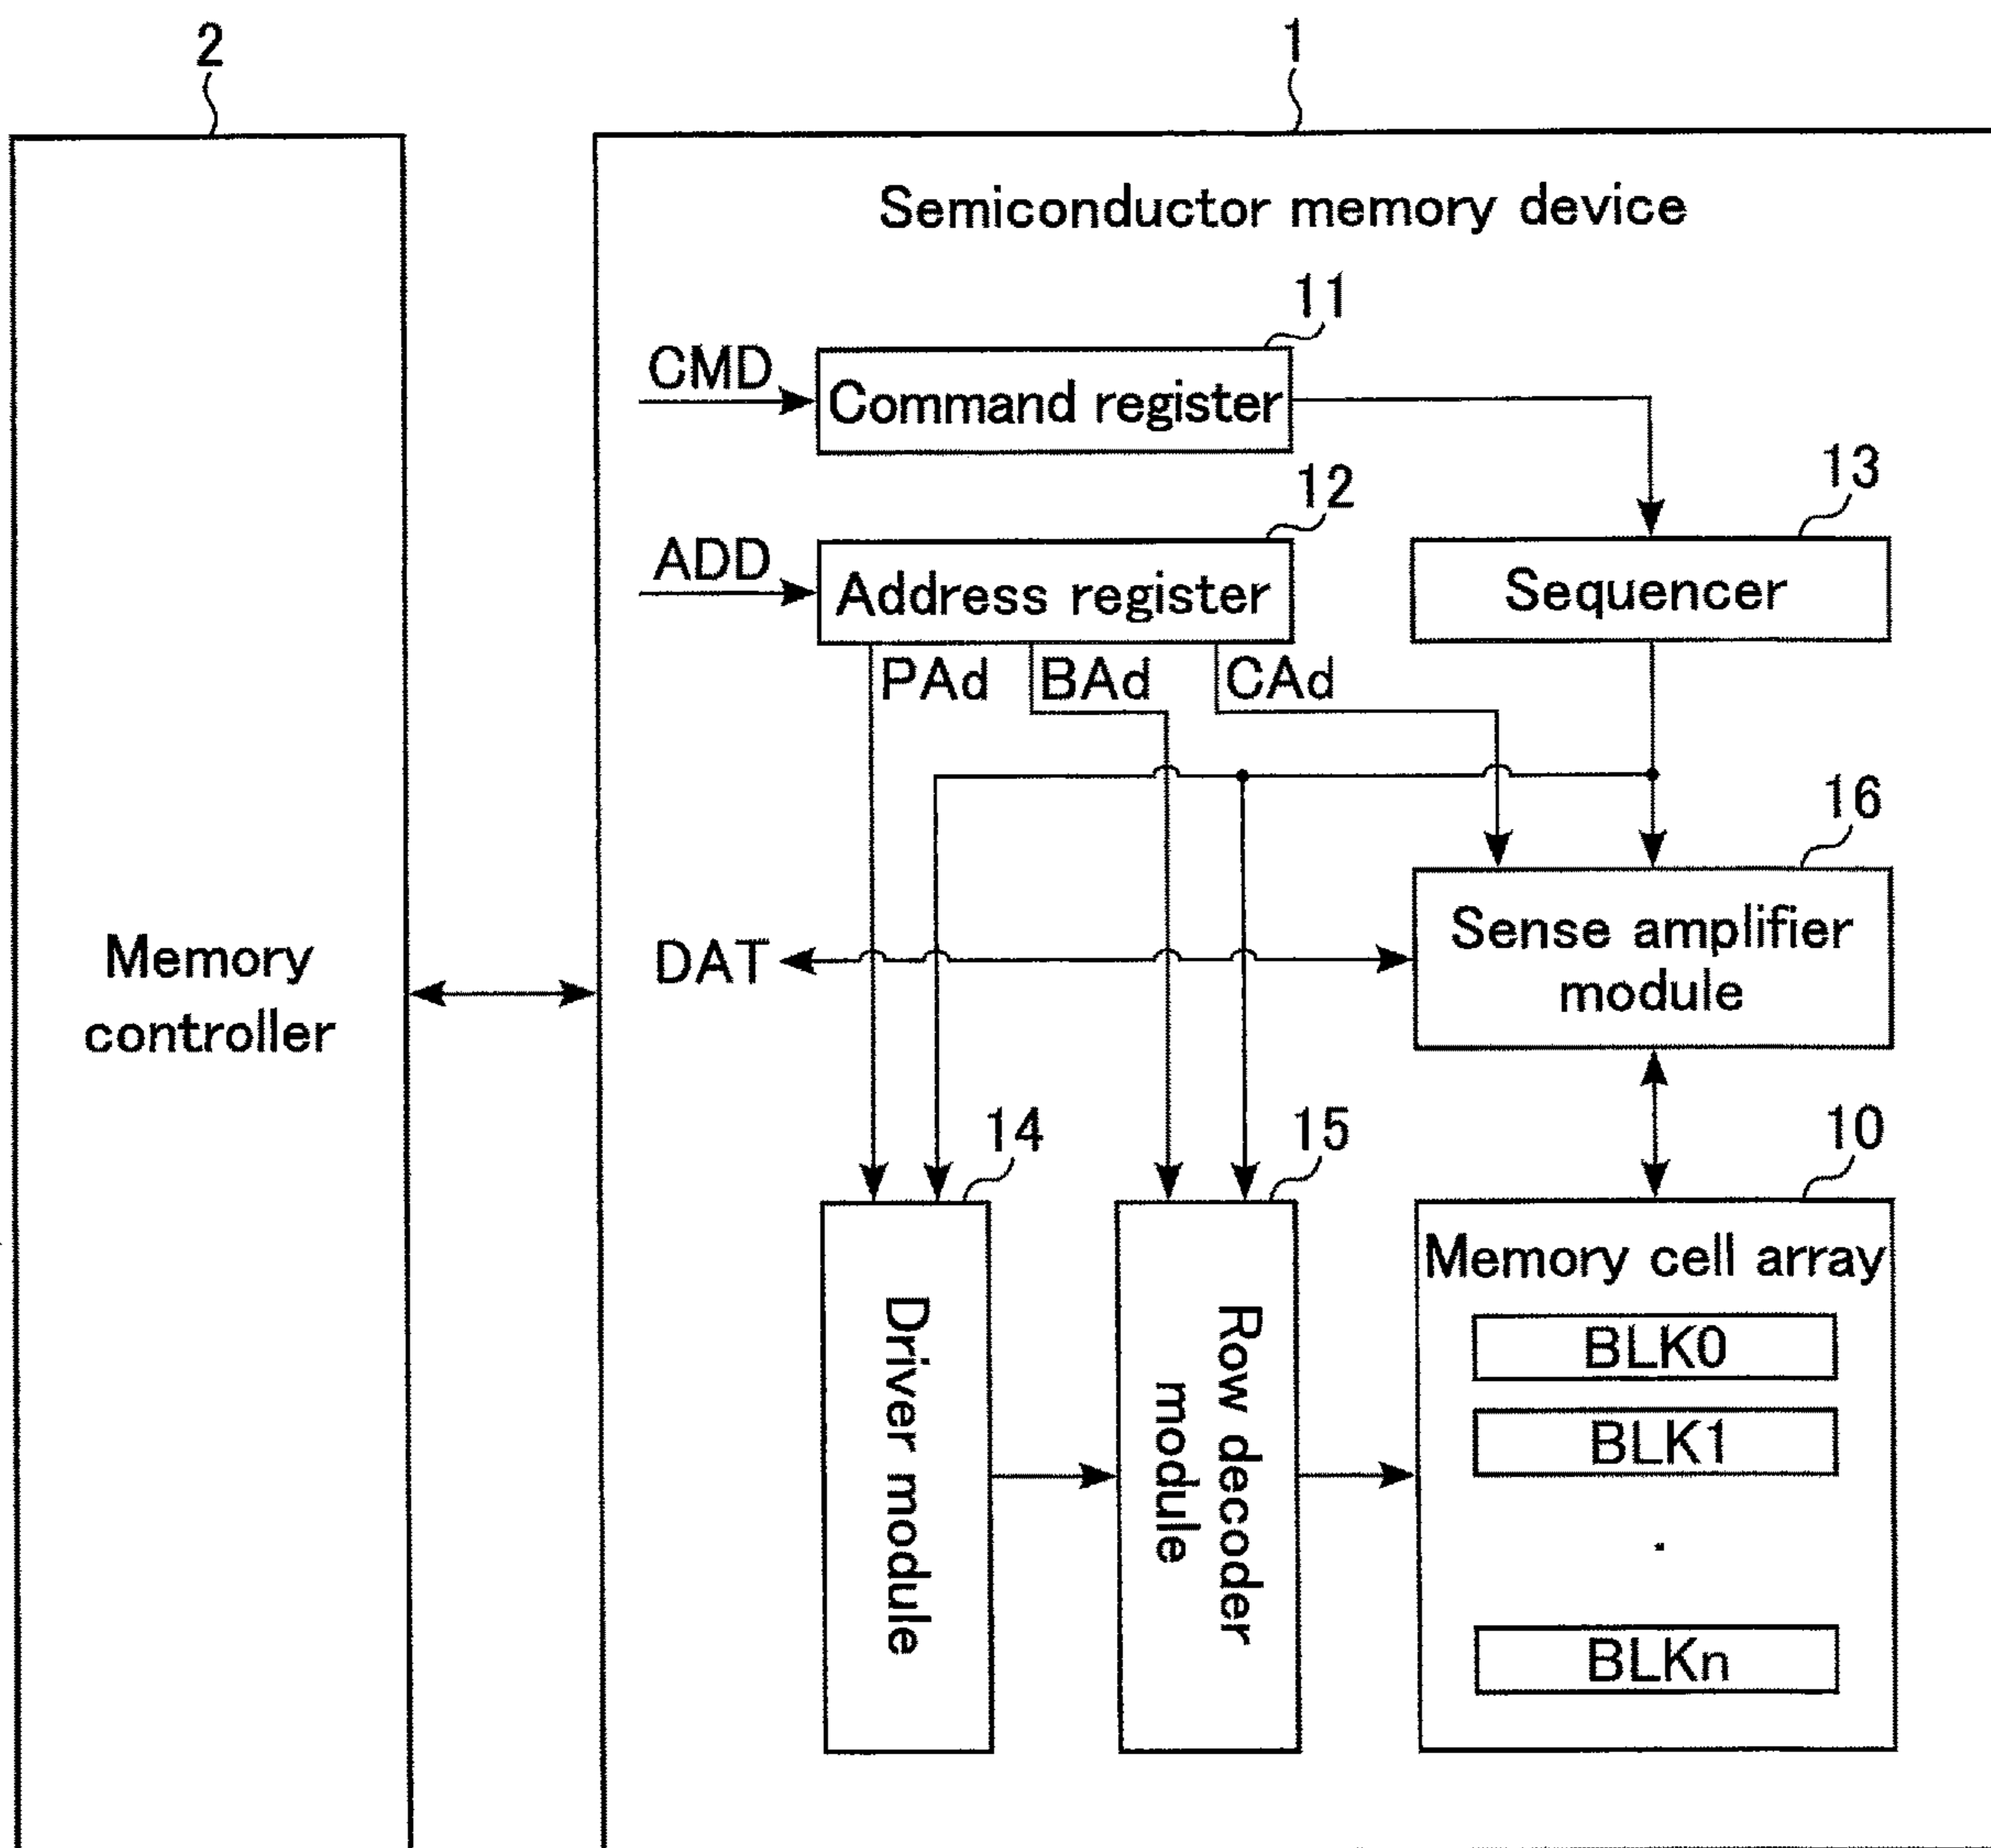 2
1
Semiconductor memory device
11
CMD
Command register
12
13
ADD
Address register
Sequencer
PAd
BAd
CAd
16
Sense amplifier
module
DAT
Memory
controller
14
15
10
Driver module
Row decoder
module
Memory cell array
BLK0
BLK1
.
BLKn